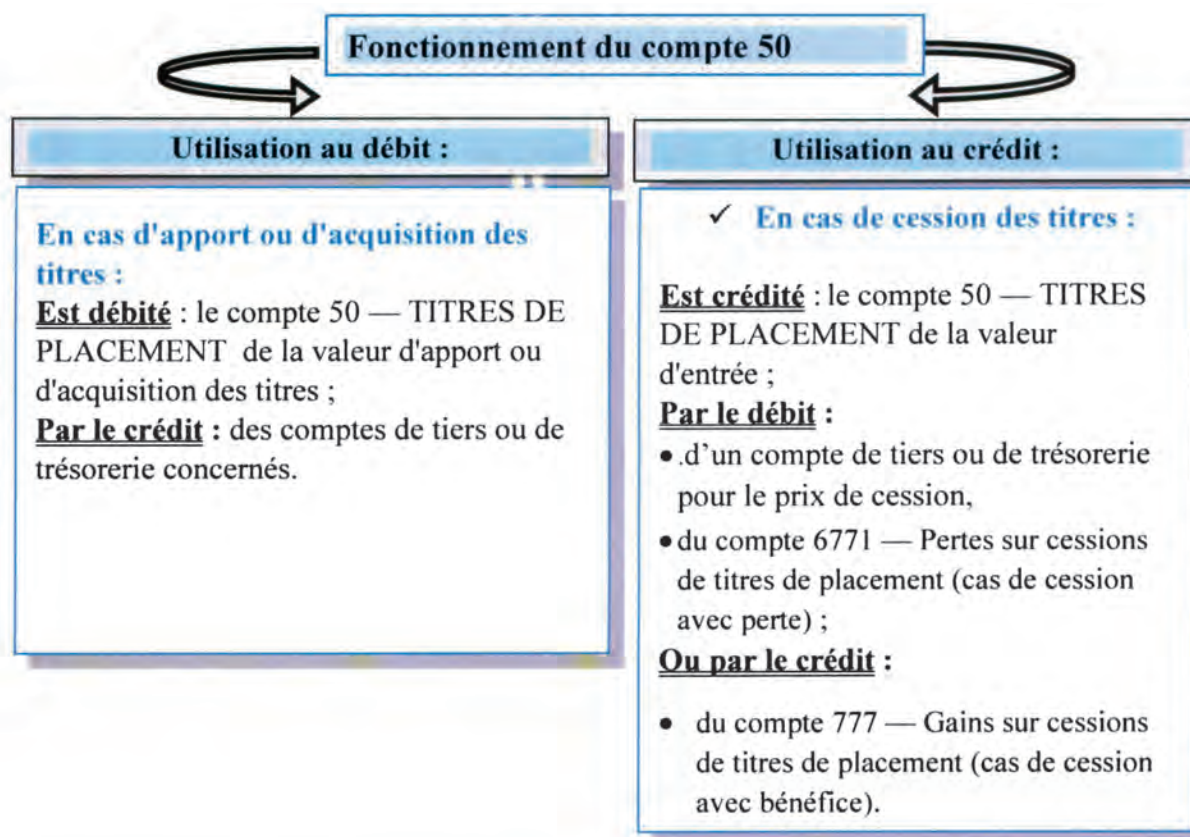 Fonctionnement du compte 50
Utilisation au débit :
En cas d'apport ou d'acquisition des
titres :
Est débité : le compte 50 — TITRES DE
PLACEMENT de la valeur d'apport ou
d'acquisition des titres ;
Par le crédit : des comptes de tiers ou de
trésorerie concernés.
Utilisation au crédit :
✓ En cas de cession des titres :
Est crédité : le compte 50 — TITRES
DE PLACEMENT de la valeur
d'entrée ;
Par le débit :
• .d’un compte de tiers ou de trésorerie
pour le prix de cession,
• du compte 6771 — Pertes sur cessions
de titres de placement (cas de cession
avec perte) ;
Ou par le crédit :
• du compte 777 — Gains sur cessions
de titres de placement (cas de cession
avec bénéfice).